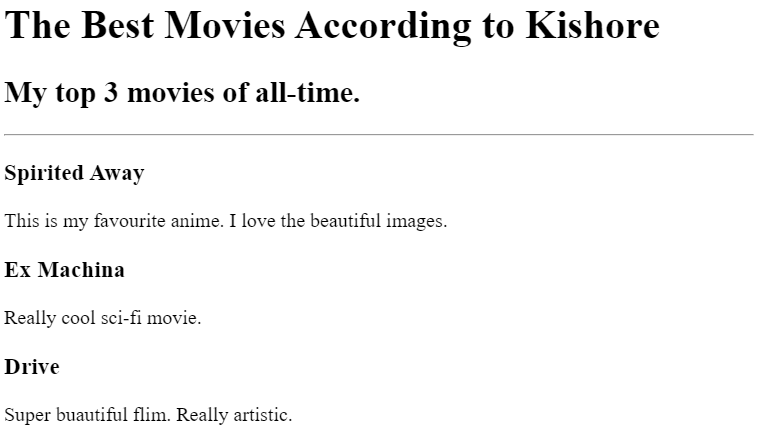 The Best Movies According to Kishore
My top 3 movies of all-time.
Spirited Away
This is my favourite anime. I love the beautiful images.
Ex Machina
Really cool sci-fi movie.
Drive
Super buautiful flim. Really artistic.